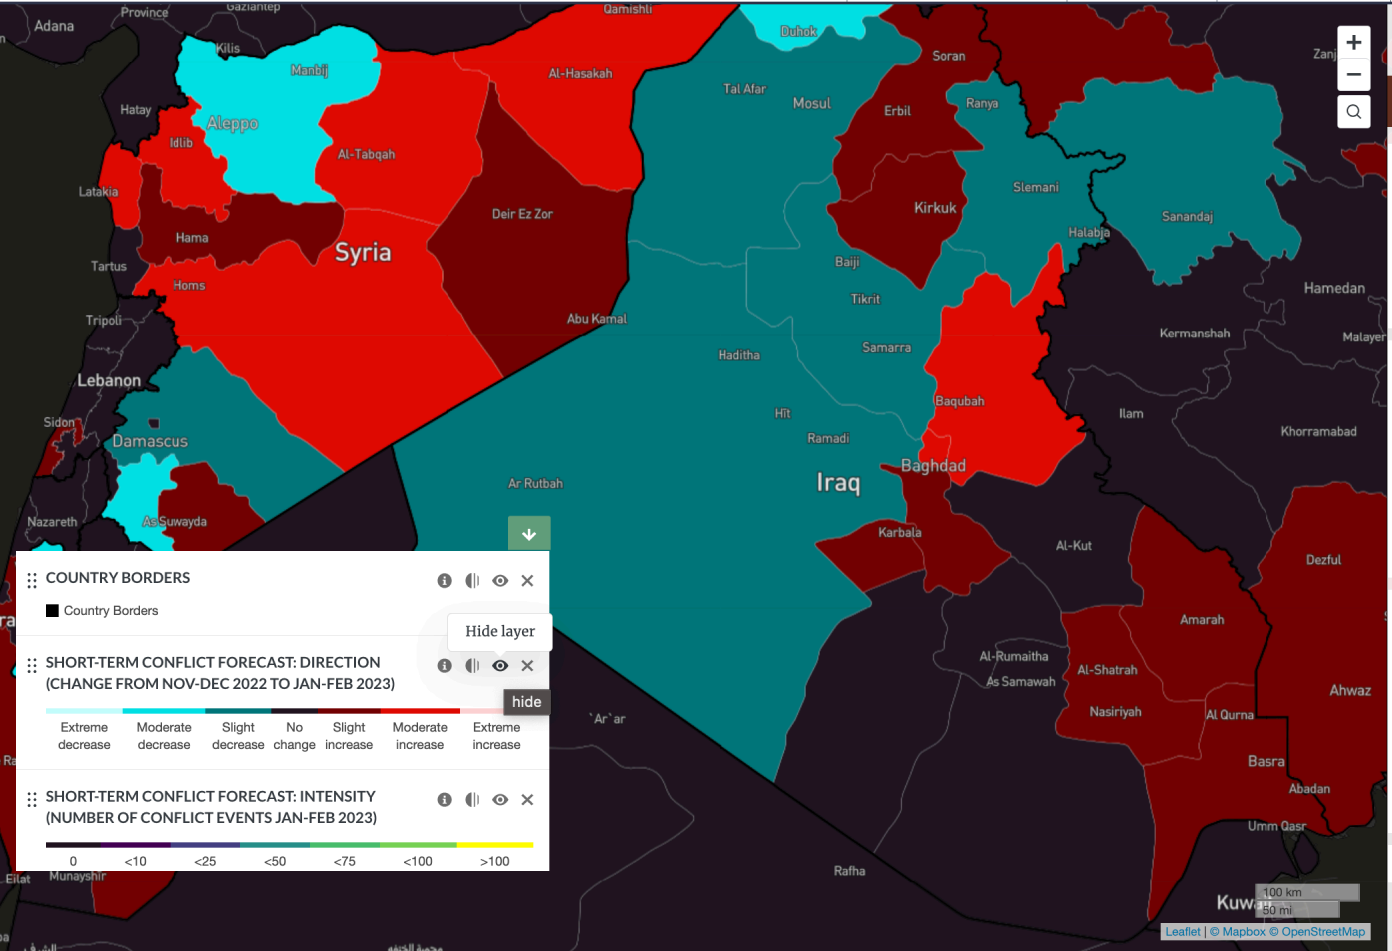 Province
Gaziantep
Qamishli
Adana
Kilis
Duhok
Soran
Zanj
+
−
Manbij
Al-Hasakah
Tal Afar
Mosul
Erbil
Ranya
Hatay
Aleppo
Idlib
Al-Tabqah
Latakia
Slemani
Deir Ez Zor
Kirkuk
Sanandaj
Halabja
Hama
Syria
Tartus
Baiji
Homs
Tikrit
Hamedan
Tripoli
Abu Kamal
Kermanshah
Malayer
Haditha
Samarra
Lebanon
Baqubah
Sidon
Hīt
Ilam
Damascus
Ramadi
Khorramabad
Baghdad
Ar Rutbah
Iraq
Nazareth
As Suwayda
Karbala
Al-Kut
Dezful
COUNTRY BORDERS
Country Borders
Hide layer
Amarah
SHORT-TERM CONFLICT FORECAST: DIRECTION
(CHANGE FROM NOV-DEC 2022 TO JAN-FEB 2023)
hide
Al-Rumaitha
Al-Shatrah
As Samawah
Ahwaz
Nasiriyah
Al Qurna
`Ar`ar
Extreme decrease
Moderate decrease
Slight decrease
No change
Slight increase
Moderate increase
Extreme increase
Basra
Abadan
SHORT-TERM CONFLICT FORECAST: INTENSITY
(NUMBER OF CONFLICT EVENTS JAN-FEB 2023)
Umm Qasr
0 <10 <25 <50 <75 <100 >100
Eilat
Munayshīr
Rafha
100 km
50 mi
Leaflet | © Mapbox © OpenStreetMap